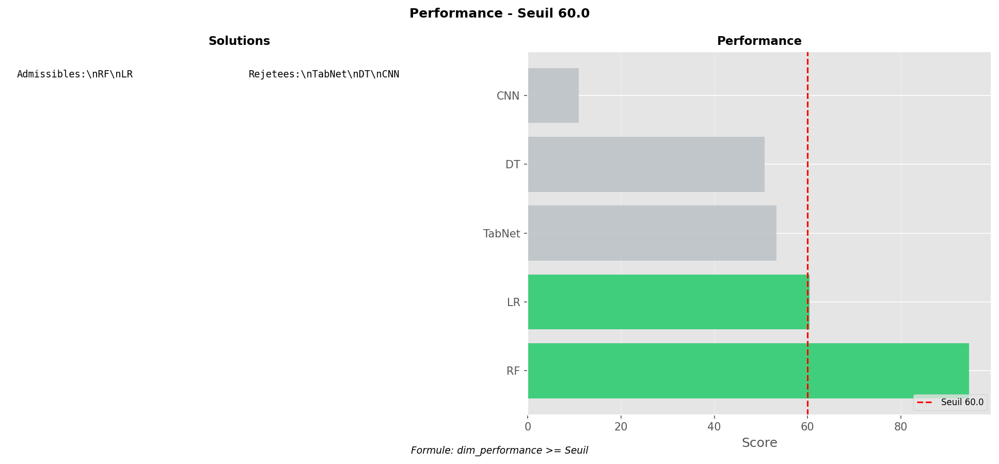 Performance - Seuil 60.0
Solutions
Admissibles:\nRF\nLR
Rejetees:\nTabNet\nDT\nCNN
Performance
CNN
DT
TabNet
LR
RF
Seuil 60.0
0 20 40 60 80
Score
Formule: dim_performance >= Seuil